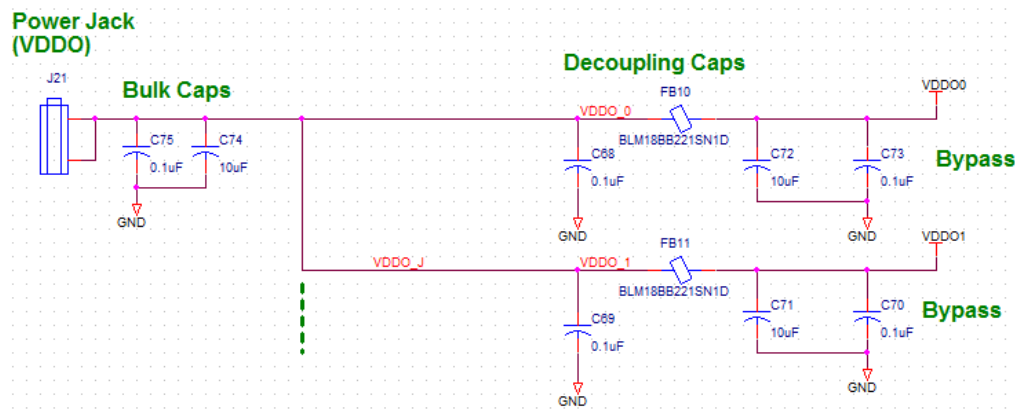 Power Jack
(VDDO)
J21
Bulk Caps
C75
0.1uF
C74
10uF
GND
Decoupling Caps
FB10
VDDO_0
BLM18BB221SN1D
VDDO0
C68
0.1uF
C72
10uF
C73
0.1uF
Bypass
GND
GND
FB11
VDDO_J
VDDO_1
BLM18BB221SN1D
VDDO1
C69
0.1uF
C71
10uF
C70
0.1uF
Bypass
GND
GND